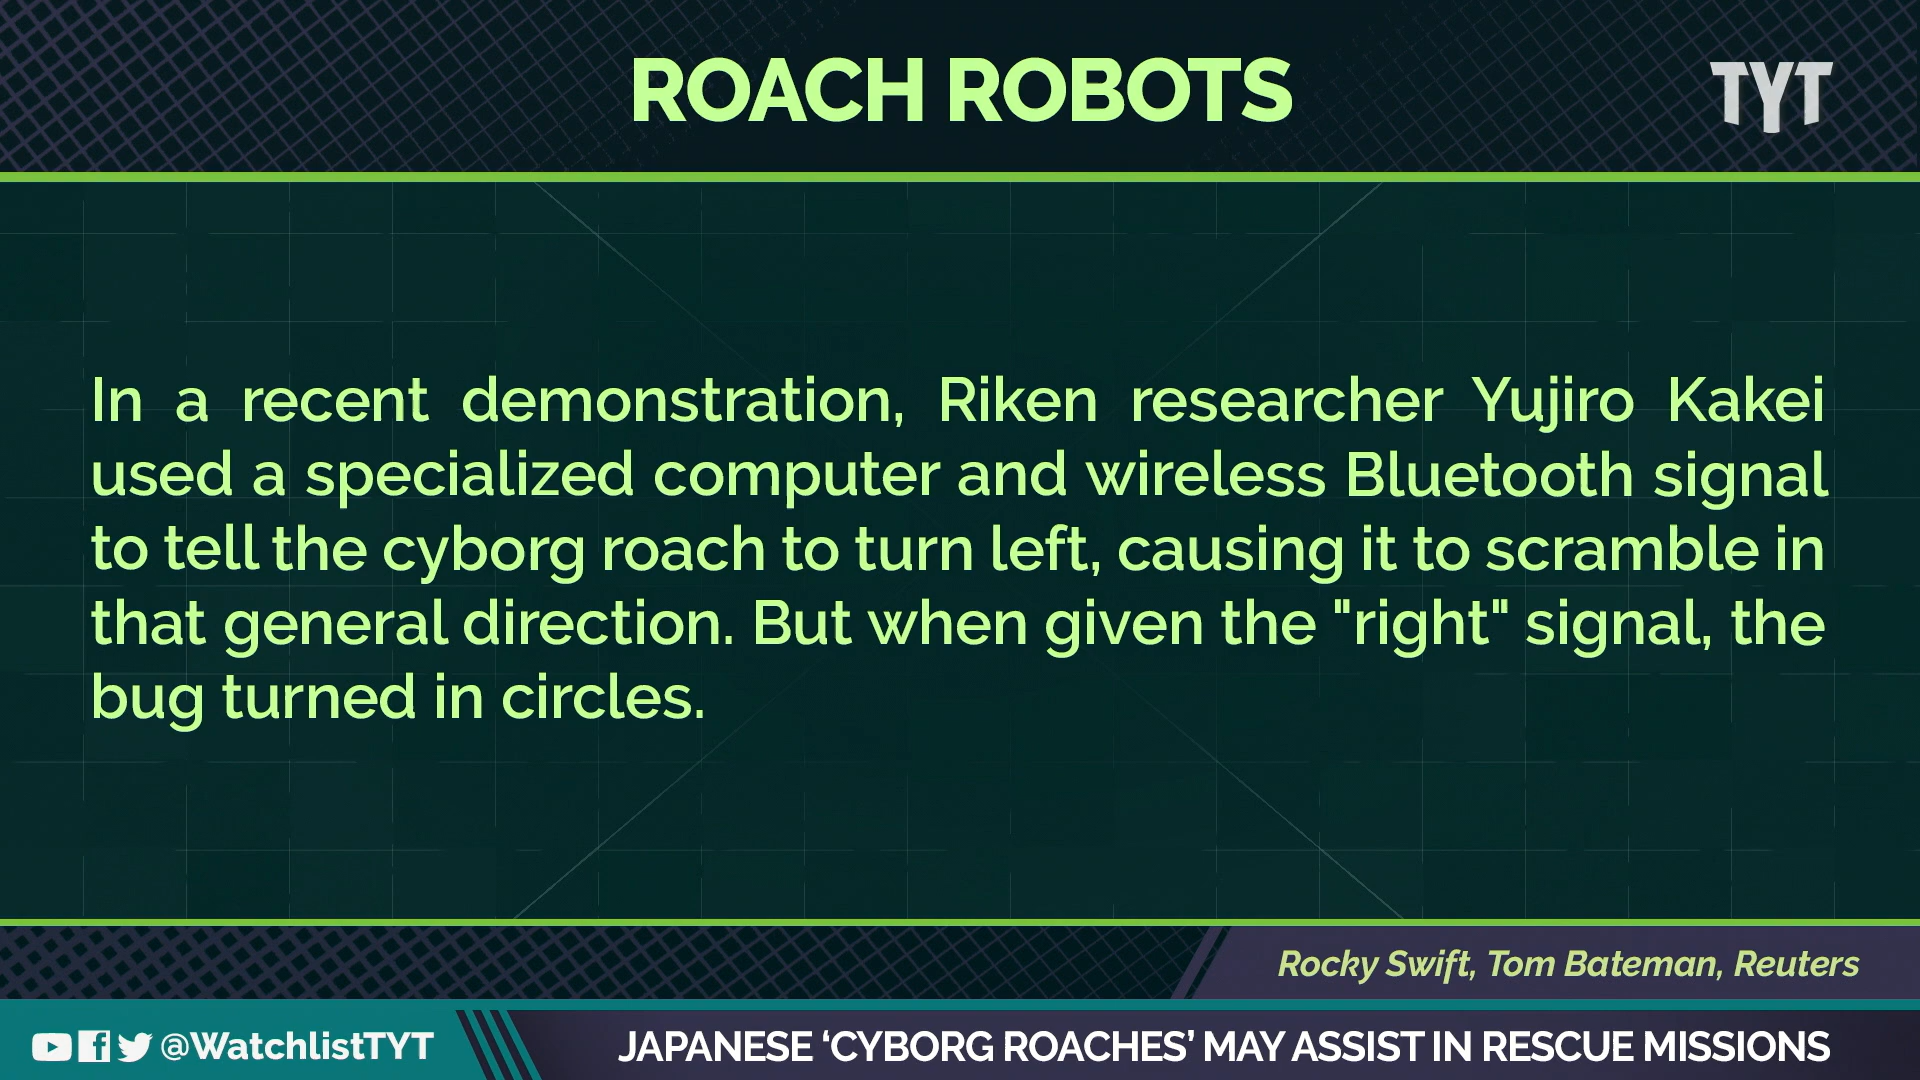 ROACH ROBOTS
TYT
In a recent demonstration, Riken researcher Yujiro Kakei
used a specialized computer and wireless Bluetooth signal
to tell the cyborg roach to turn left, causing it to scramble in
that general direction. But when given the "right" signal, the
bug turned in circles.
Rocky Swift, Tom Bateman, Reuters
@WatchlistTYT
JAPANESE ‘CYBORG ROACHES’ MAY ASSIST IN RESCUE MISSIONS